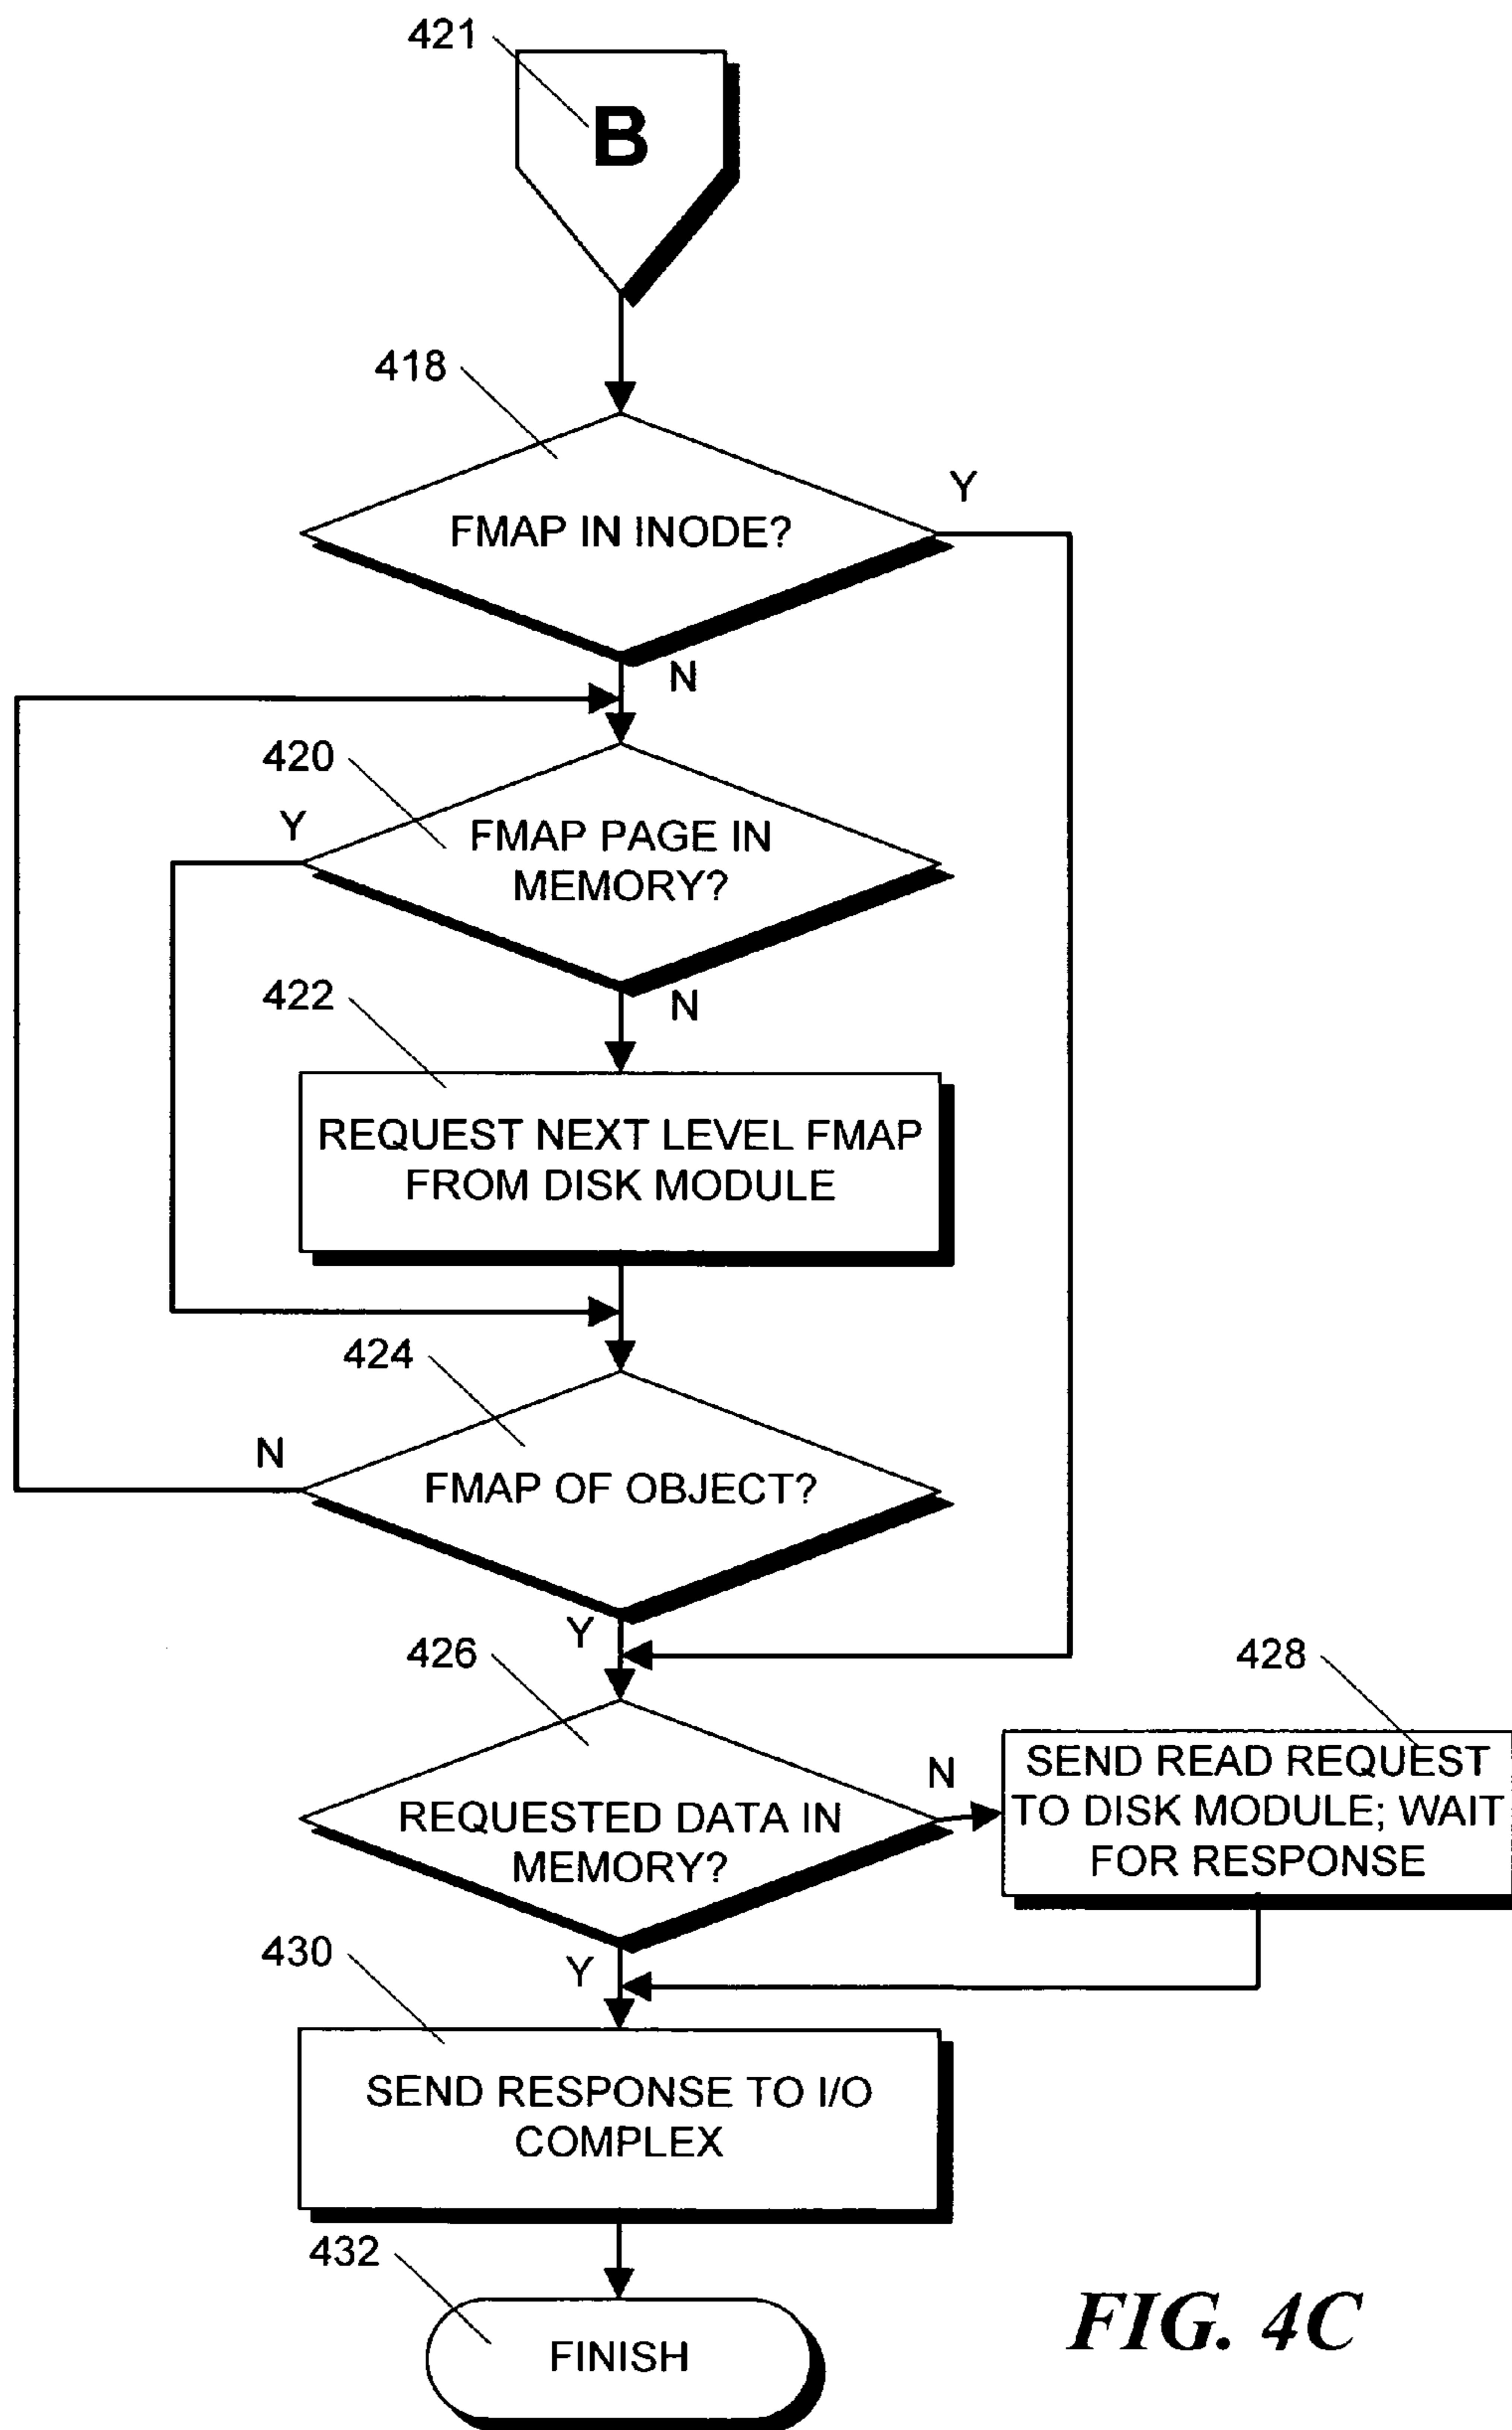 421
B
418
Y
FMAP IN INODE?
N
420
Y
FMAP PAGE IN
MEMORY?
N
422
REQUEST NEXT LEVEL FMAP
FROM DISK MODULE
424
N
FMAP OF OBJECT?
Y
426
428
N
SEND READ REQUEST
TO DISK MODULE; WAIT
FOR RESPONSE
REQUESTED DATA IN
MEMORY?
Y
430
SEND RESPONSE TO I/O
COMPLEX
432
FINISH
FIG. 4C